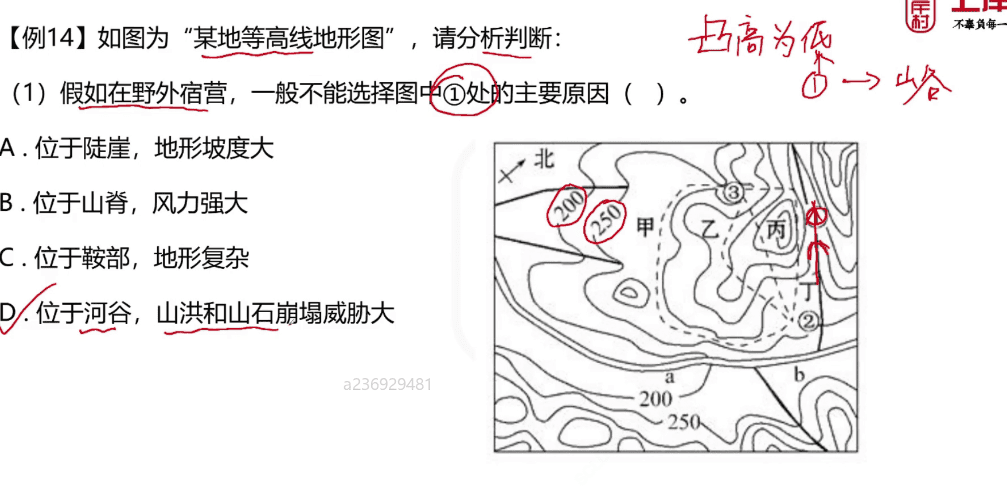 【例14】如图为“某地等高线地形图”，请分析判断：
凸高为低
（1）假如在野外宿营，一般不能选择图中①处的主要原因（ ）。
①→山谷
A．位于陡崖，地形坡度大
B．位于山脊，风力强大
C．位于鞍部，地形复杂
D．位于河谷，山洪和山石崩塌威胁大
不辜负每一
北
200
250
甲
乙
丙
丁
①
②
③
a
b
200
250
a236929481